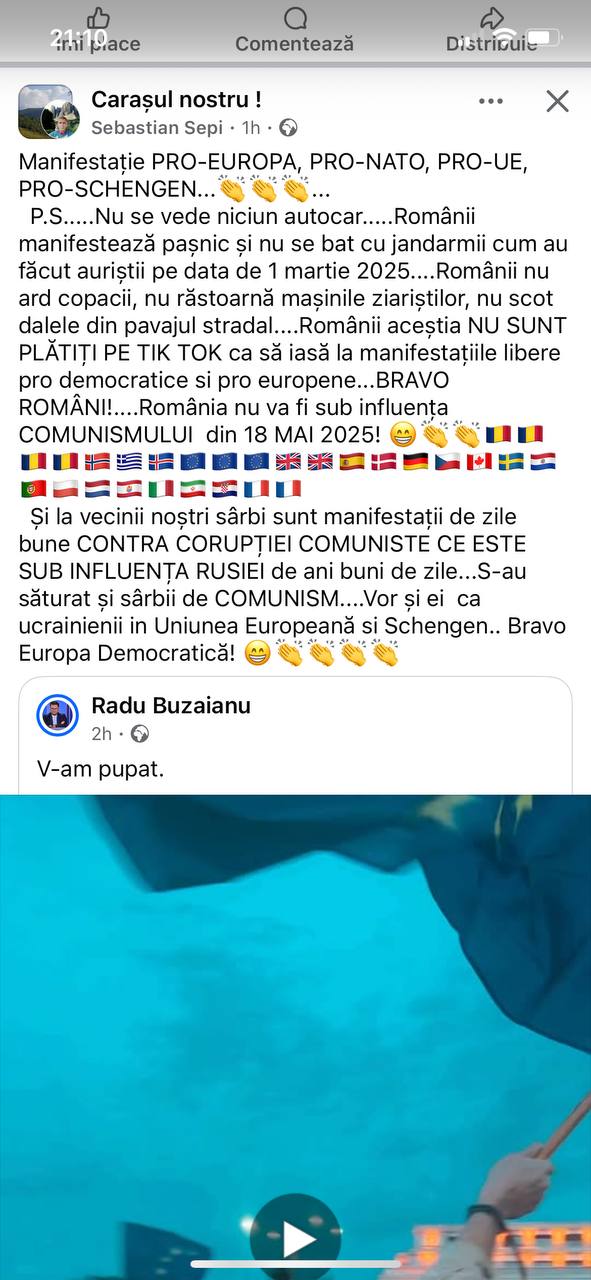 21:10
Îmi place
Comentează
Distribuie
Carașul nostru !
Sebastian Sepi · 1h ·
Manifestație PRO-EUROPA, PRO-NATO, PRO-UE,
PRO-SCHENGEN...👏👏👏...
P.S.....Nu se vede niciun autocar.....Românii
manifestează pașnic și nu se bat cu jandarmii cum au
făcut auriștii pe data de 1 martie 2025....Românii nu
ard copacii, nu răstoarnă mașinile ziariștilor, nu scot
dalele din pavajul stradal....Românii aceștia NU SUNT
PLĂTIȚI PE TIK TOK ca să iasă la manifestațiile libere
pro democratice si pro europene...BRAVO
ROMÂNI!....România nu va fi sub influența
COMUNISMULUI din 18 MAI 2025! 😁👏👏🇷🇴🇷🇴
🇷🇴🇷🇴🇳🇴🇬🇷🇮🇸🇪🇺🇪🇺🇪🇺🇬🇧🇬🇧🇪🇸🇩🇰🇩🇪🇨🇿🇨🇦🇸🇪🇭🇷
🇵🇹🇵🇱🇳🇱🇵🇫🇮🇹🇮🇷🇭🇷🇫🇷🇫🇷
Și la vecinii noștri sârbi sunt manifestații de zile
bune CONTRA CORUPȚIEI COMUNISTE CE ESTE
SUB INFLUENȚA RUSIEI de ani buni de zile...S-au
săturat și sârbii de COMUNISM....Vor și ei ca
ucrainienii in Uniunea Europeană si Schengen.. Bravo
Europa Democratică! 😁👏👏👏👏
Radu Buzaianu
2h ·
V-am pupat.